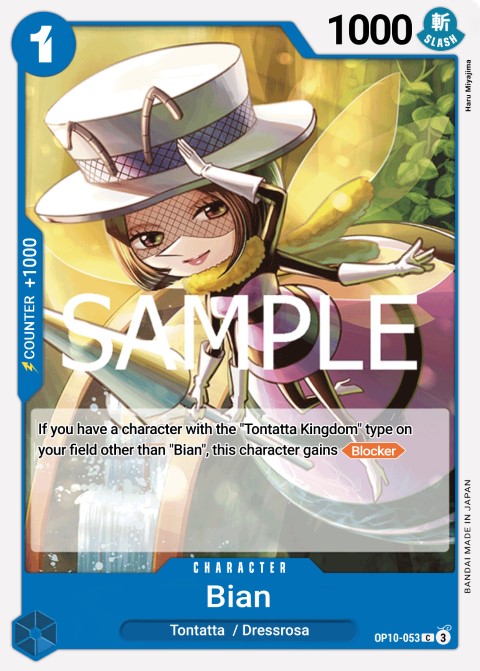 1
1000
斬
SLASH
Haru Miyajima
COUNTER +1000
SAMPLE
If you have a character with the "Tontatta Kingdom" type on
your field other than "Bian", this character gains Blocker
BANDAI MADE IN JAPAN
CHARACTER
Bian
Tontatta / Dressrosa
OP10-053 C 3